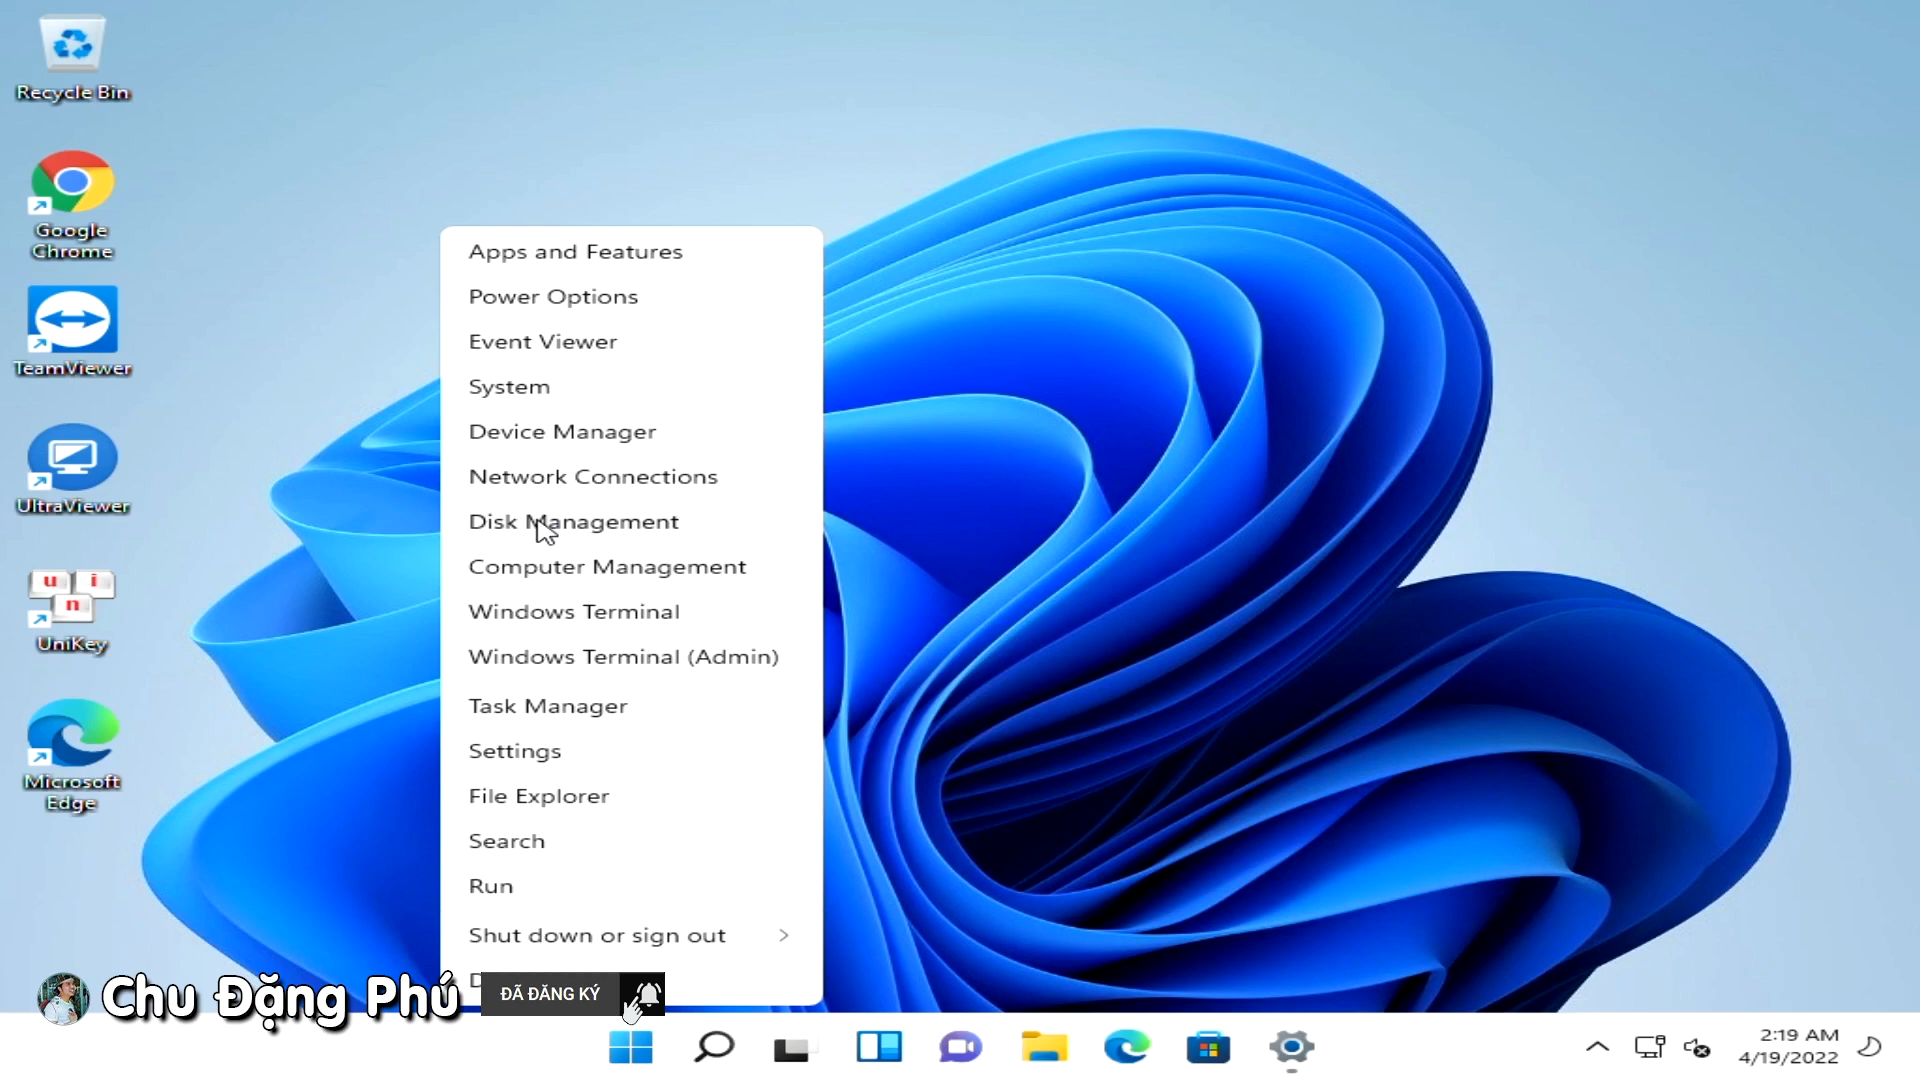 Recycle Bin
Google
Chrome
TeamViewer
UltraViewer
u i
n
UniKey
Microsoft
Edge
Apps and Features
Power Options
Event Viewer
System
Device Manager
Network Connections
Disk Management
Computer Management
Windows Terminal
Windows Terminal (Admin)
Task Manager
Settings
File Explorer
Search
Run
Shut down or sign out
Chu Đặng Phú
ĐÃ ĐĂNG KÝ
2:19 AM
4/19/2022